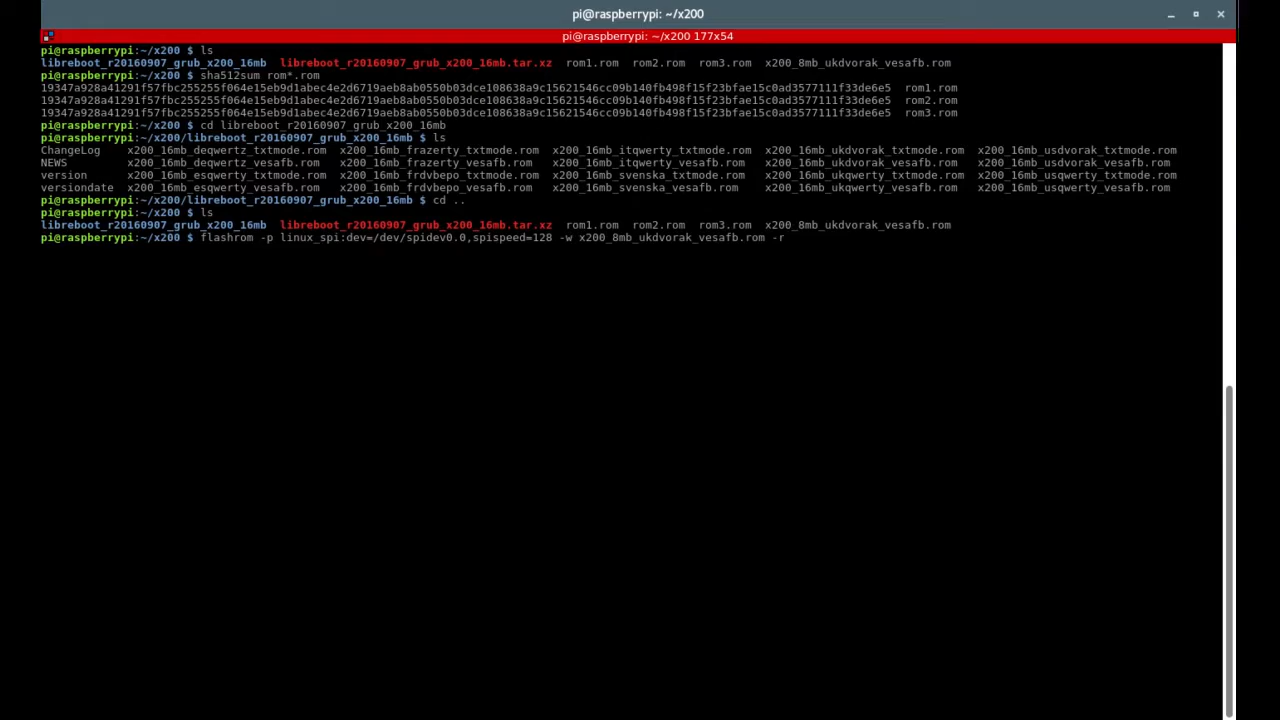 pi@raspberrypi: ~/x200
pi@raspberrypi: ~/x200 177x54
pi@raspberrypi:~/x200 $ ls
libreboot_r20160907_grub_x200_16mb  libreboot_r20160907_grub_x200_16mb.tar.xz  rom1.rom  rom2.rom  rom3.rom  x200_8mb_ukdvorak_vesafb.rom
pi@raspberrypi:~/x200 $ sha512sum rom*.rom
19347a928a41291f57fbc255255f064e15eb9d1abec4e2d6719aeb8ab0550b03dce108638a9c15621546cc09b140fb498f15f23bfae15c0ad3577111f33de6e5  rom1.rom
19347a928a41291f57fbc255255f064e15eb9d1abec4e2d6719aeb8ab0550b03dce108638a9c15621546cc09b140fb498f15f23bfae15c0ad3577111f33de6e5  rom2.rom
19347a928a41291f57fbc255255f064e15eb9d1abec4e2d6719aeb8ab0550b03dce108638a9c15621546cc09b140fb498f15f23bfae15c0ad3577111f33de6e5  rom3.rom
pi@raspberrypi:~/x200 $ cd libreboot_r20160907_grub_x200_16mb
pi@raspberrypi:~/x200/libreboot_r20160907_grub_x200_16mb $ ls
ChangeLog    x200_16mb_deqwertz_txtmode.rom  x200_16mb_frazerty_txtmode.rom  x200_16mb_itqwerty_txtmode.rom  x200_16mb_ukdvorak_txtmode.rom  x200_16mb_usdvorak_txtmode.rom
NEWS         x200_16mb_deqwertz_vesafb.rom   x200_16mb_frazerty_vesafb.rom   x200_16mb_itqwerty_vesafb.rom   x200_16mb_ukdvorak_vesafb.rom   x200_16mb_usdvorak_vesafb.rom
version      x200_16mb_esqwerty_txtmode.rom  x200_16mb_frdvbepo_txtmode.rom  x200_16mb_svenska_txtmode.rom   x200_16mb_ukqwerty_txtmode.rom  x200_16mb_usqwerty_txtmode.rom
versiondate  x200_16mb_esqwerty_vesafb.rom   x200_16mb_frdvbepo_vesafb.rom   x200_16mb_svenska_vesafb.rom    x200_16mb_ukqwerty_vesafb.rom   x200_16mb_usqwerty_vesafb.rom
pi@raspberrypi:~/x200/libreboot_r20160907_grub_x200_16mb $ cd ..
pi@raspberrypi:~/x200 $ ls
libreboot_r20160907_grub_x200_16mb  libreboot_r20160907_grub_x200_16mb.tar.xz  rom1.rom  rom2.rom  rom3.rom  x200_8mb_ukdvorak_vesafb.rom
pi@raspberrypi:~/x200 $ flashrom -p linux_spi:dev=/dev/spidev0.0,spispeed=128 -w x200_8mb_ukdvorak_vesafb.rom -r